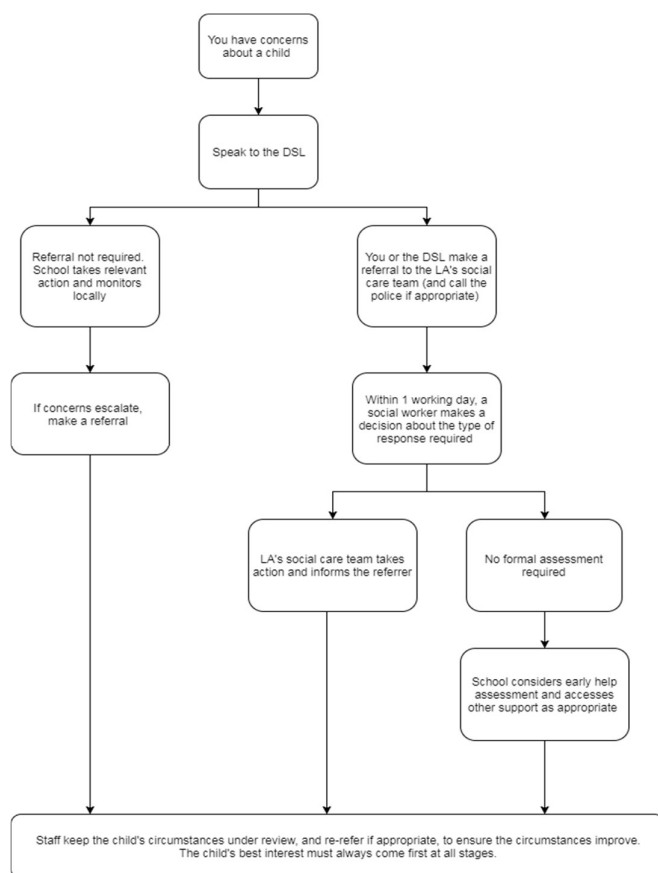 You have concerns
about a child
Speak to the DSL
Referral not required.
School takes relevant
action and monitors
locally
You or the DSL make a
referral to the LA's social
care team (and call the
police if appropriate)
If concerns escalate,
make a referral
Within 1 working day, a
social worker makes a
decision about the type of
response required
LA's social care team takes
action and informs the referrer
No formal assessment
required
School considers early help
assessment and accesses
other support as appropriate
Staff keep the child's circumstances under review, and re-refer if appropriate, to ensure the circumstances improve.
The child's best interest must always come first at all stages.